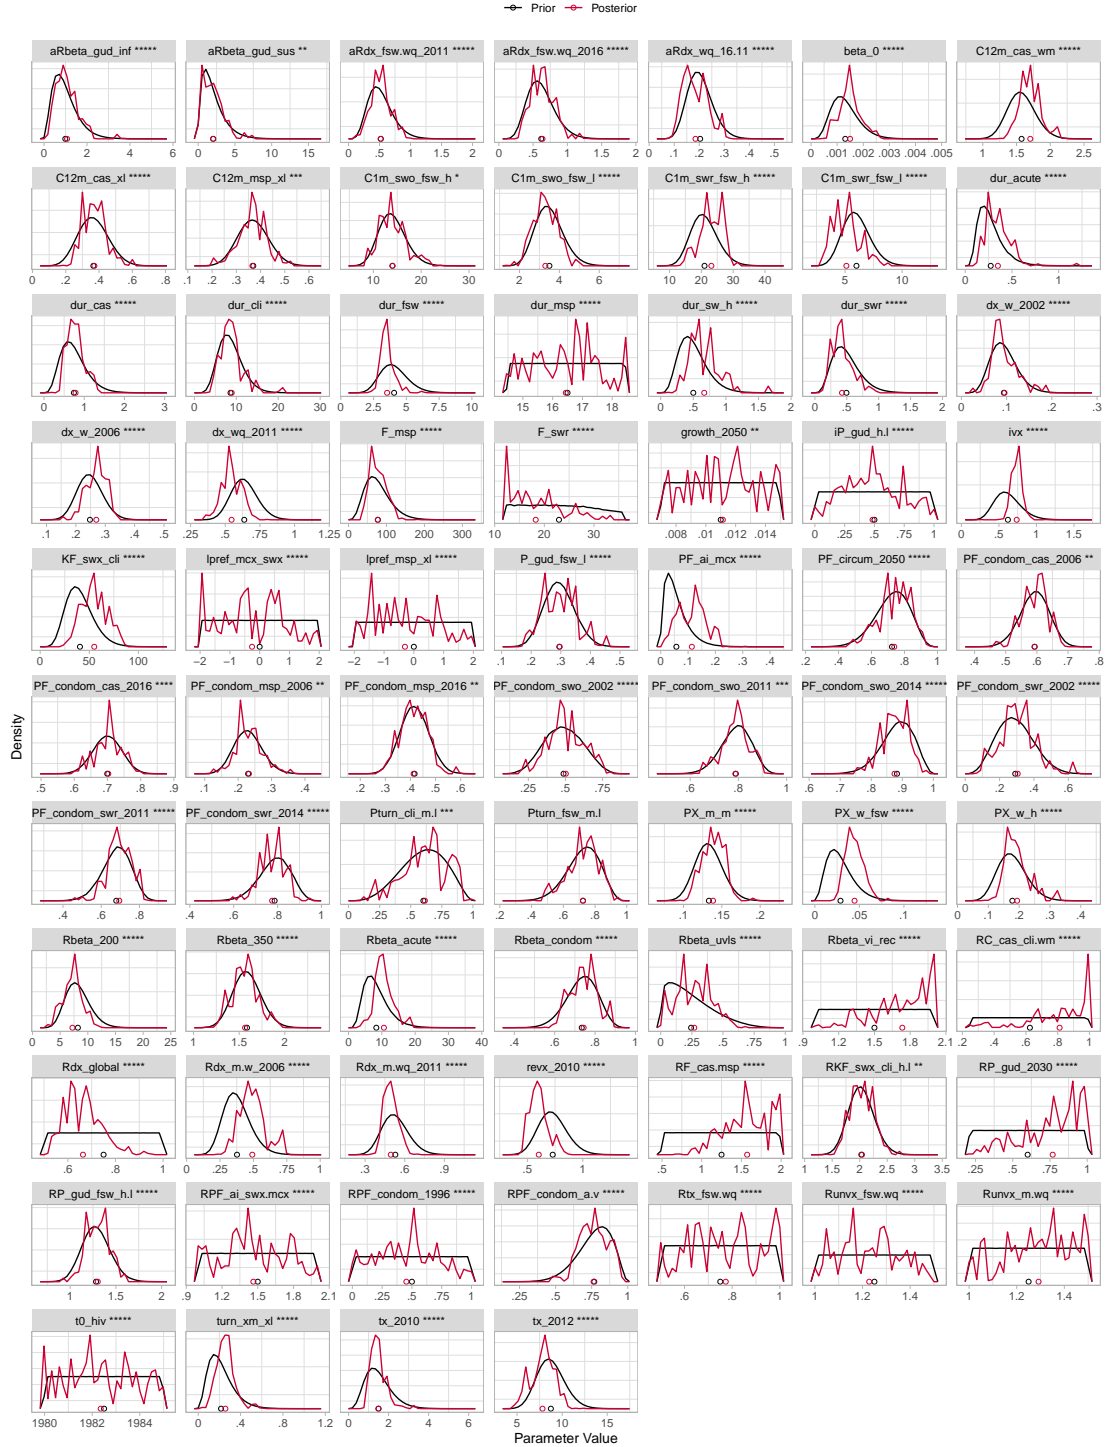 Prior Posterior
aRbeta_gud_inf ***** aRbeta_gud_sus ** aRdx_fsw.wq_2011 ***** aRdx_fsw.wq_2016 ***** aRdx_wq_16.11 ***** beta_0 ***** C12m_cas_wm *****
0 2 4 6 0 5 10 15 0 .5 1 1.5 2 0 .5 1 1.5 2 0 .1 .2 .3 .4 .5 0 .001 .002 .003 .004 .005 1 1.5 2 2.5
C12m_cas_xl ***** C12m_msp_xl *** C1m_swo_fsw_h * C1m_swo_fsw_l ***** C1m_swr_fsw_h ***** C1m_swr_fsw_l ***** dur_acute *****
0 .2 .4 .6 .8 .1 .2 .3 .4 .5 .6 0 10 20 30 2 4 6 10 20 30 40 5 10 0 .5 1
dur_cas ***** dur_cli ***** dur_fsw ***** dur_msp ***** dur_sw_h ***** dur_swr ***** dx_w_2002 *****
0 1 2 3 0 10 20 30 0 2.5 5 7.5 10 15 16 17 18 0 .5 1 1.5 2 0 .5 1 1.5 2 0 .1 .2 .3
dx_w_2006 ***** dx_wq_2011 ***** F_msp ***** F_swr ***** growth_2050 ** iP_gud_h.l ***** ivx *****
.1 .2 .3 .4 .5 .25 .5 .75 1 1.25 0 100 200 300 10 20 30 .008 .01 .012 .014 0 .25 .5 .75 1 0 .5 1 1.5
KF_swx_cli ***** lpref_mcx_swx lpref_msp_xl ***** P_gud_fsw_l ***** PF_ai_mcx ***** PF_circum_2050 ***** PF_condom_cas_2006 **
0 50 100 −2 −1 0 1 2 −2 −1 0 1 2 .1 .2 .3 .4 .5 0 .1 .2 .3 .4 .4 .6 .8 1 .4 .5 .6 .7 .8
PF_condom_cas_2016 **** PF_condom_msp_2006 ** PF_condom_msp_2016 ** PF_condom_swo_2002 ***** PF_condom_swo_2011 *** PF_condom_swo_2014 ***** PF_condom_swr_2002 *****
.5 .6 .7 .8 .9 .1 .2 .3 .4 .2 .3 .4 .5 .6 .25 .5 .75 .6 .8 1 .6 .7 .8 .9 1 0 .2 .4 .6
PF_condom_swr_2011 ***** PF_condom_swr_2014 ***** Pturn_cli_m.l *** Pturn_fsw_m.l PX_m_m ***** PX_w_fsw ***** PX_w_h *****
.4 .6 .8 .4 .6 .8 1 0 .25 .5 .75 1 .2 .4 .6 .8 1 .1 .2 0 .05 .1 0 .1 .2 .3 .4
Rbeta_200 ***** Rbeta_350 ***** Rbeta_acute ***** Rbeta_condom ***** Rbeta_uvls ***** Rbeta_vi_rec ***** RC_cas_cli.wm *****
0 5 10 15 20 25 1 1.5 2 0 10 20 30 40 .4 .6 .8 1 0 .25 .5 .75 1 .9 1.2 1.5 1.8 2.1 .2 .4 .6 .8 1
Rdx_global ***** Rdx_m.w_2006 ***** Rdx_m.wq_2011 ***** revx_2010 ***** RF_cas.msp ***** RKF_swx_cli_h.l ** RP_gud_2030 *****
.6 .8 1 0 .25 .5 .75 1 .3 .6 .9 .5 1 .5 1 1.5 2 1 1.5 2 2.5 3 3.5 .25 .5 .75 1
RP_gud_fsw_h.l ***** RPF_ai_swx.mcx ***** RPF_condom_1996 ***** RPF_condom_a.v ***** Rtx_fsw.wq ***** Runvx_fsw.wq ***** Runvx_m.wq *****
1 1.5 2 .9 1.2 1.5 1.8 2.1 0 .25 .5 .75 1 .25 .5 .75 1 .6 .8 1 1 1.2 1.4 1 1.2 1.4
t0_hiv ***** turn_xm_xl ***** tx_2010 ***** tx_2012 *****
1980 1982 1984 0 .4 .8 1.2 0 2 4 6 5 10 15
Density
Parameter Value